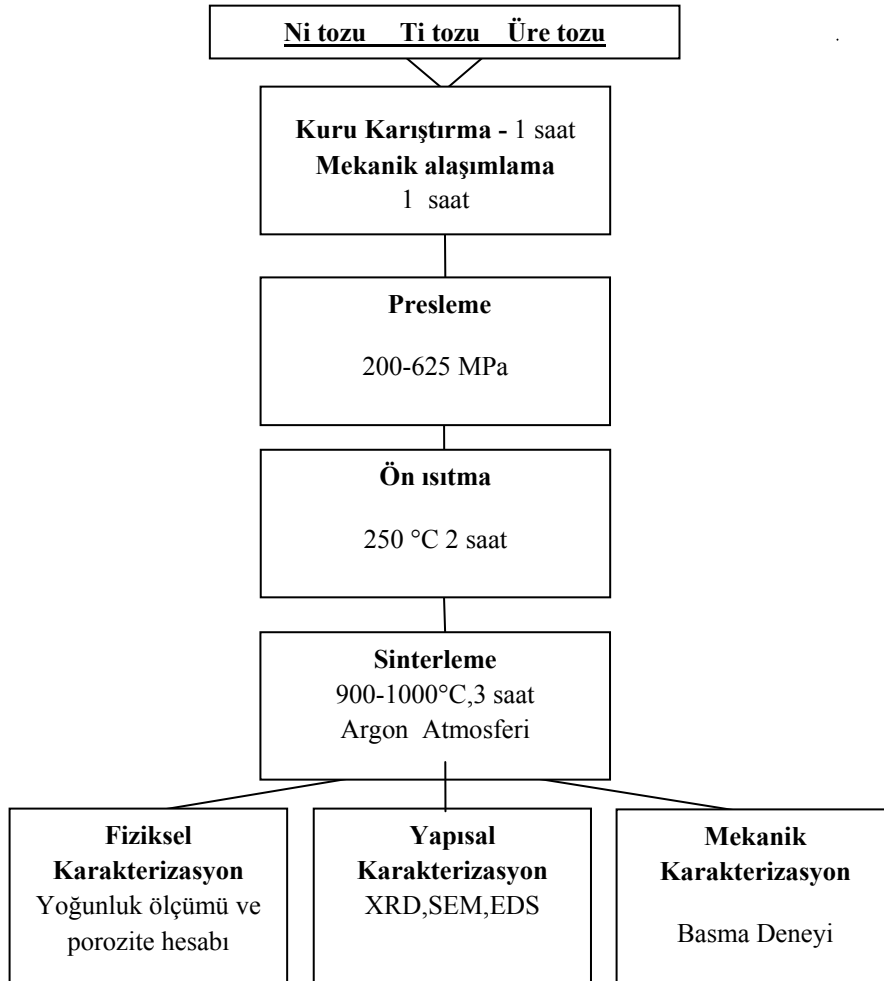 Ni tozu Ti tozu Üre tozu
.
Kuru Karıştırma - 1 saat
Mekanik alaşımlama
1 saat
Presleme
200-625 MPa
Ön ısıtma
250 °C 2 saat
Sinterleme
900-1000°C,3 saat
Argon Atmosferi
Fiziksel
Karakterizasyon
Yoğunluk ölçümü ve
porozite hesabı
Yapısal
Karakterizasyon
XRD,SEM,EDS
Mekanik
Karakterizasyon
Basma Deneyi